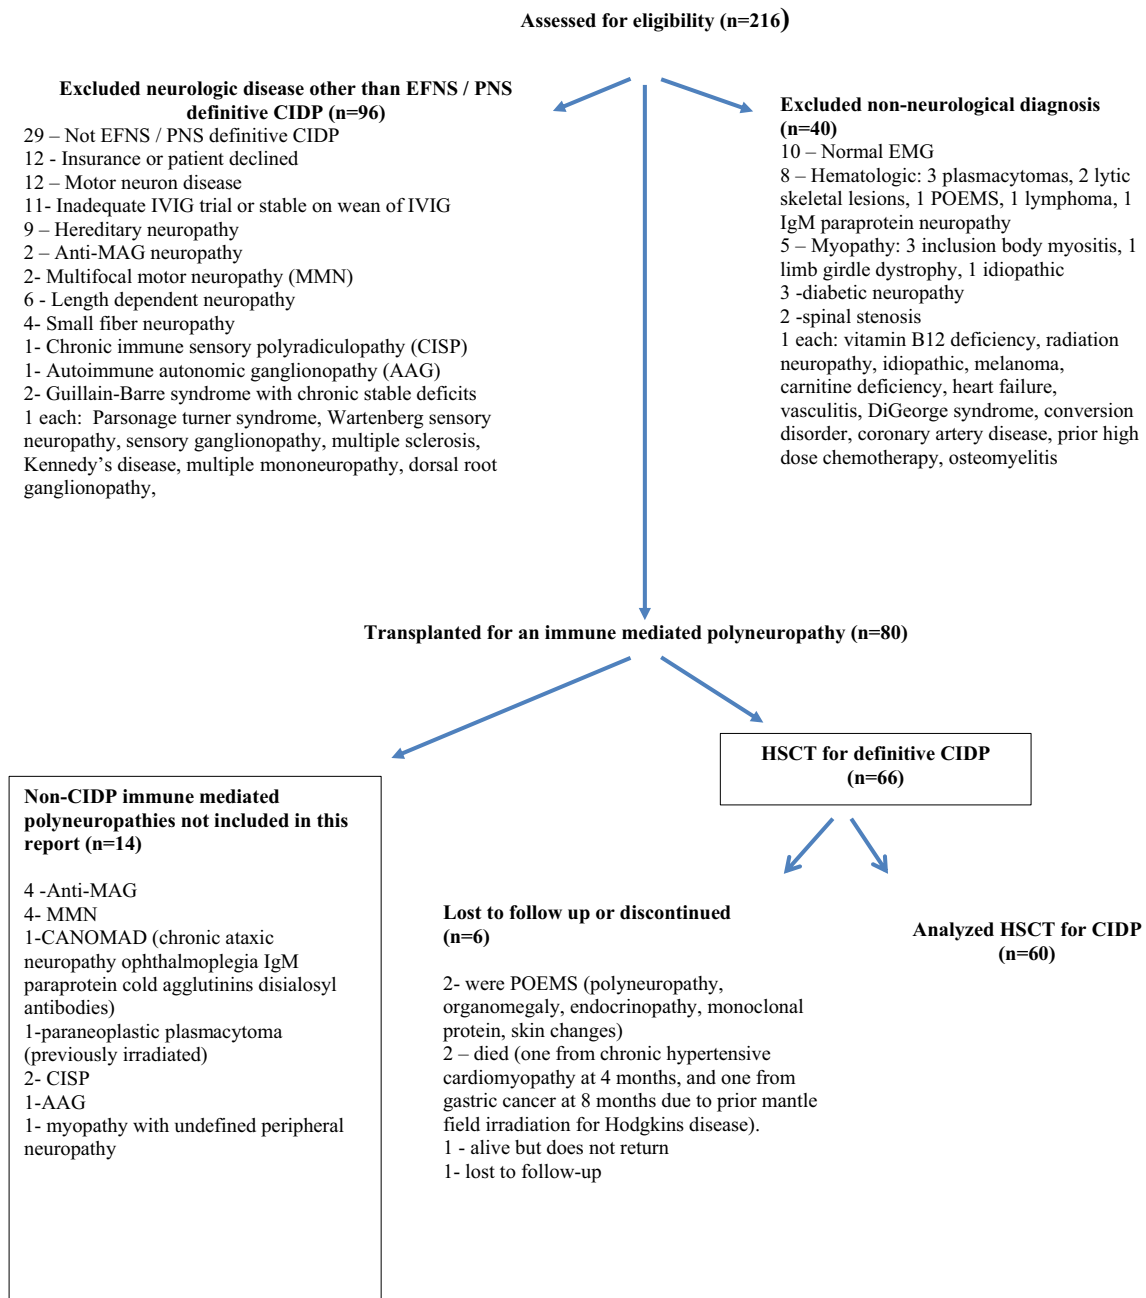 Assessed for eligibility (n=216)
Excluded neurologic disease other than EFNS / PNS
definitive CIDP (n=96)
29 – Not EFNS / PNS definitive CIDP
12 - Insurance or patient declined
12 – Motor neuron disease
11- Inadequate IVIG trial or stable on wean of IVIG
9 – Hereditary neuropathy
2 – Anti-MAG neuropathy
2- Multifocal motor neuropathy (MMN)
6 - Length dependent neuropathy
4- Small fiber neuropathy
1- Chronic immune sensory polyradiculopathy (CISP)
1- Autoimmune autonomic ganglionopathy (AAG)
2- Guillain-Barre syndrome with chronic stable deficits
1 each: Parsonage turner syndrome, Wartenberg sensory
neuropathy, sensory ganglionopathy, multiple sclerosis,
Kennedy’s disease, multiple mononeuropathy, dorsal root
ganglionopathy,
Excluded non-neurological diagnosis
(n=40)
10 – Normal EMG
8 – Hematologic: 3 plasmacytomas, 2 lytic
skeletal lesions, 1 POEMS, 1 lymphoma, 1
IgM paraprotein neuropathy
5 – Myopathy: 3 inclusion body myositis, 1
limb girdle dystrophy, 1 idiopathic
3 -diabetic neuropathy
2 -spinal stenosis
1 each: vitamin B12 deficiency, radiation
neuropathy, idiopathic, melanoma,
carnitine deficiency, heart failure,
vasculitis, DiGeorge syndrome, conversion
disorder, coronary artery disease, prior high
dose chemotherapy, osteomyelitis
Transplanted for an immune mediated polyneuropathy (n=80)
Non-CIDP immune mediated
polyneuropathies not included in this
report (n=14)
4 -Anti-MAG
4- MMN
1-CANOMAD (chronic ataxic
neuropathy ophthalmoplegia IgM
paraprotein cold agglutinins disialosyl
antibodies)
1-paraneoplastic plasmacytoma
(previously irradiated)
2- CISP
1-AAG
1- myopathy with undefined peripheral
neuropathy
HSCT for definitive CIDP
(n=66)
Lost to follow up or discontinued
(n=6)
2- were POEMS (polyneuropathy,
organomegaly, endocrinopathy, monoclonal
protein, skin changes)
2 – died (one from chronic hypertensive
cardiomyopathy at 4 months, and one from
gastric cancer at 8 months due to prior mantle
field irradiation for Hodgkins disease).
1 - alive but does not return
1- lost to follow-up
Analyzed HSCT for CIDP
(n=60)